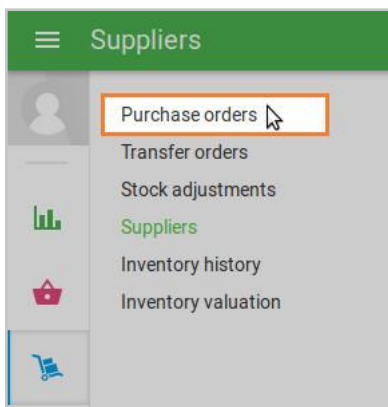 Suppliers
Purchase orders
Transfer orders
Stock adjustments
Suppliers
Inventory history
Inventory valuation